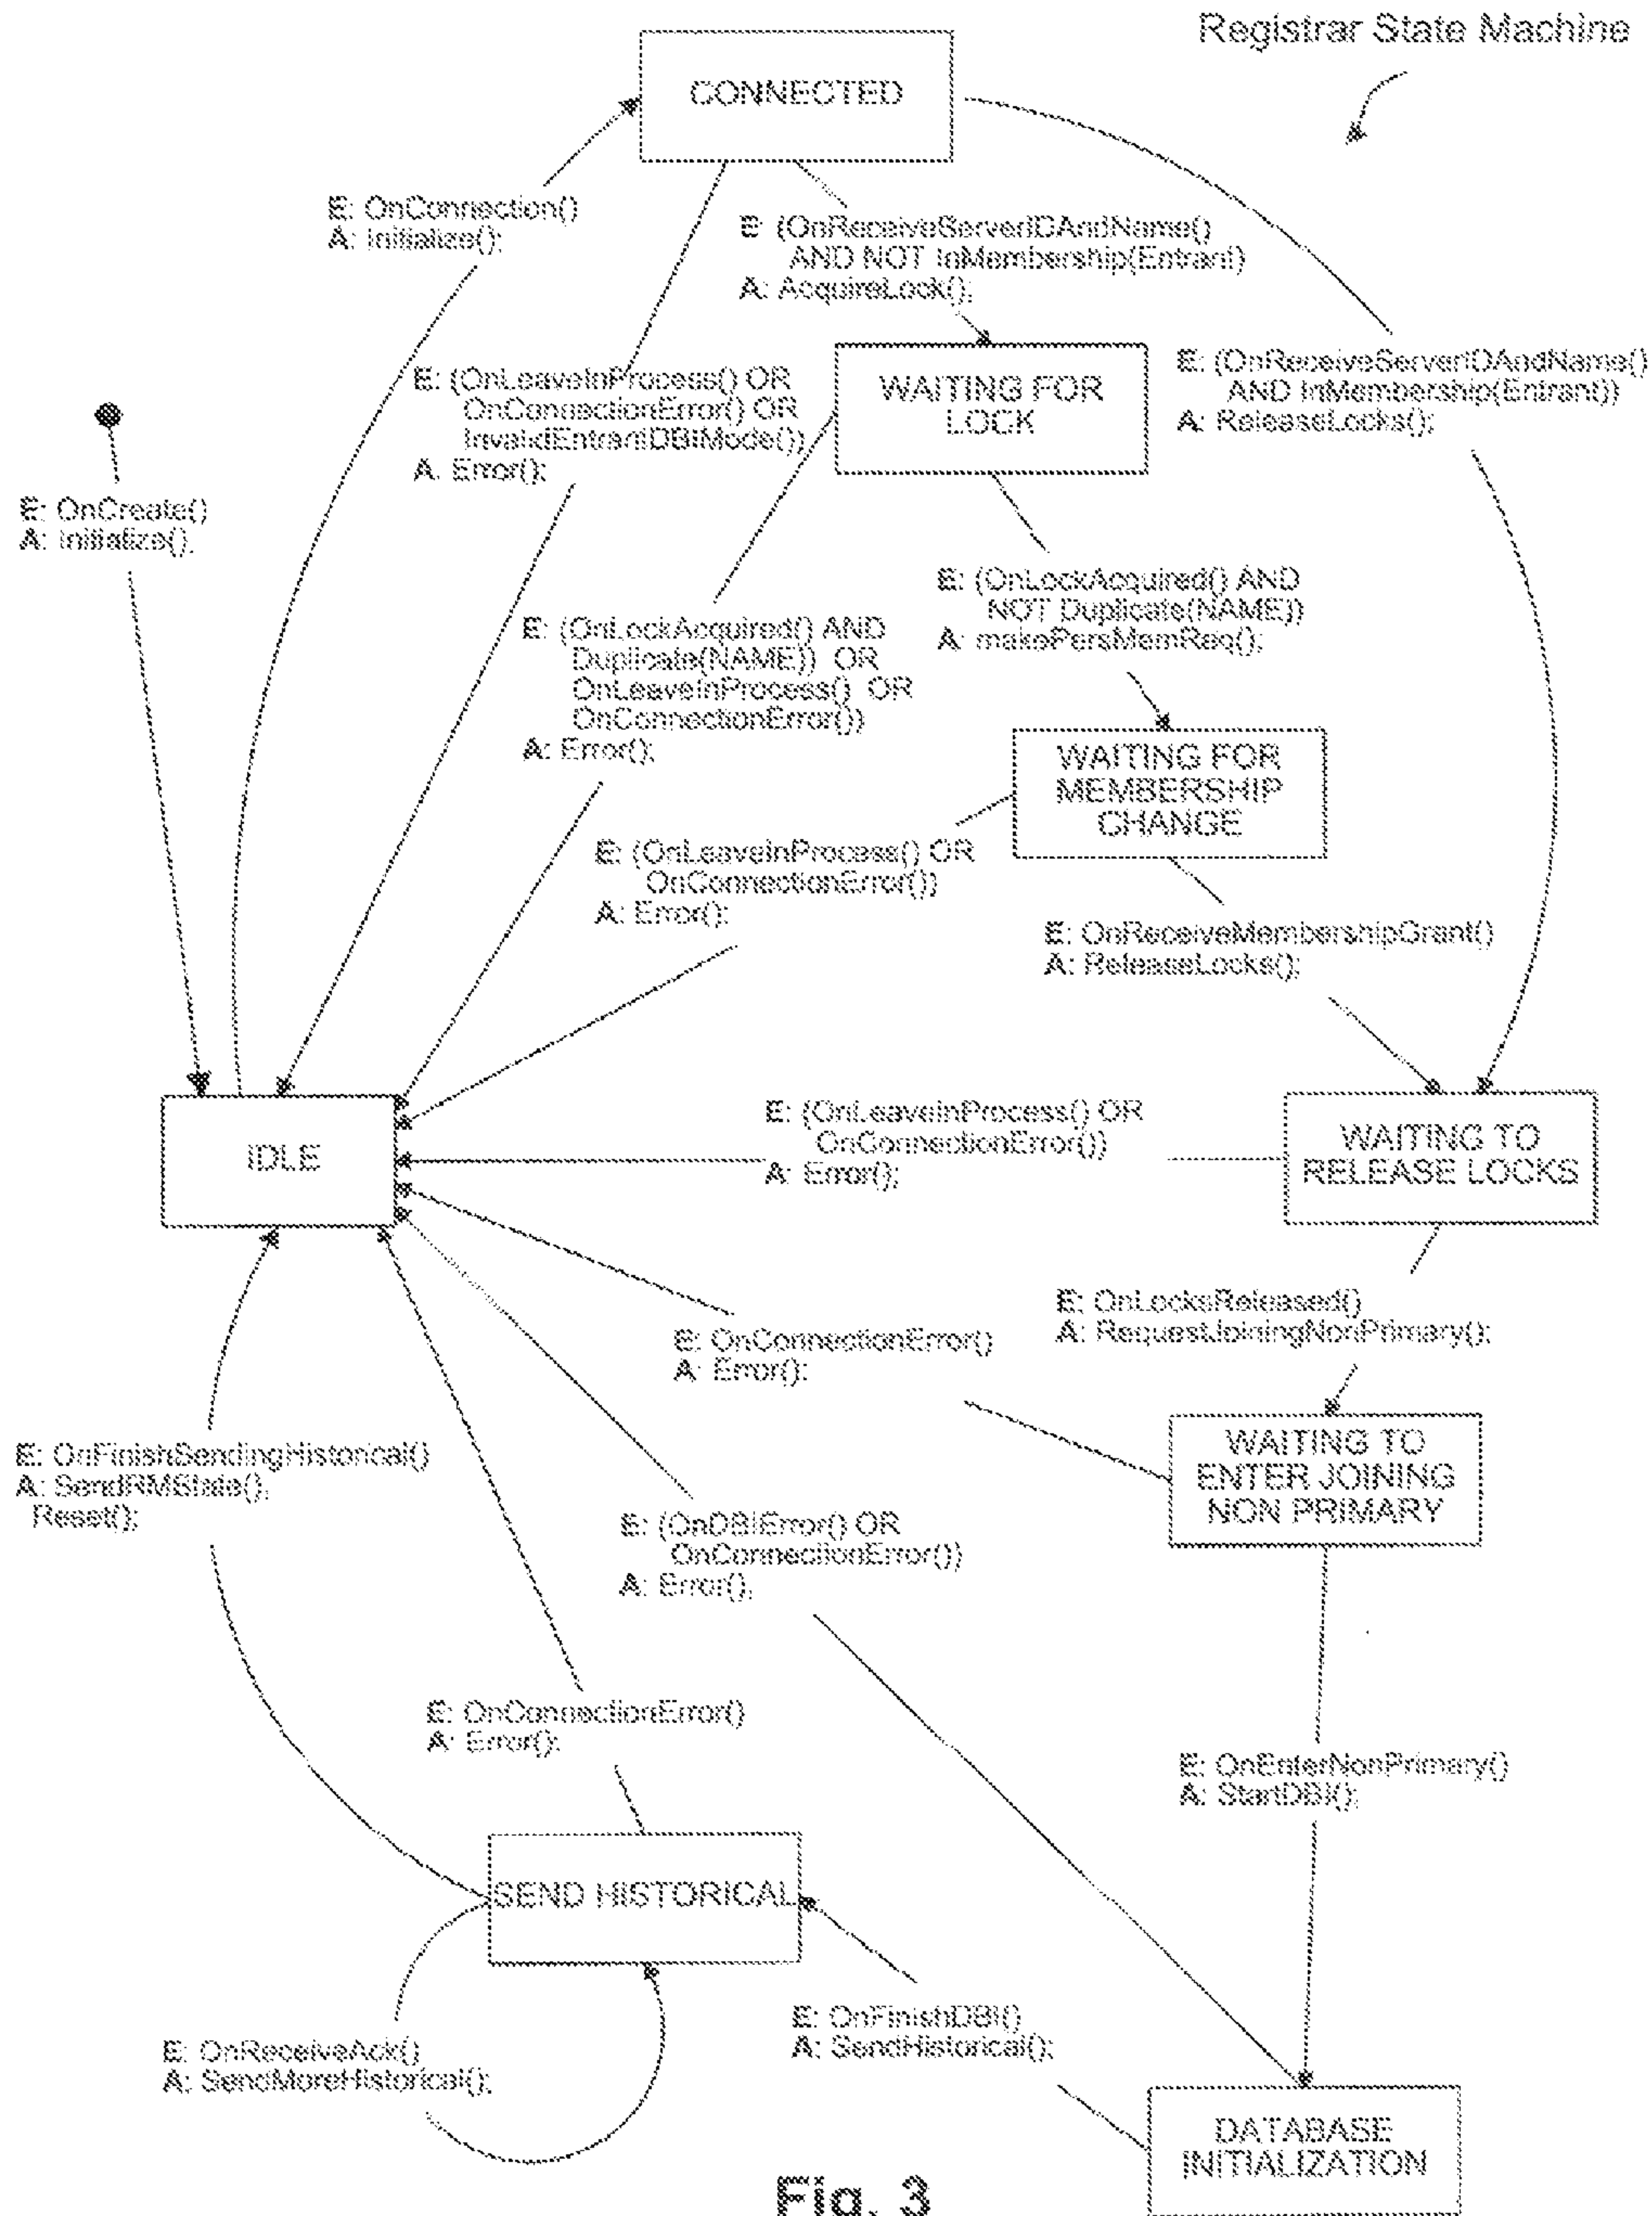 Registrar State Machine
CONNECTED
E: OnConnection()
A: Initialize();
E: (OnReceiveServerIDAndName()
AND NOT InMembership(Entrant)
A: AcquireLock();
E: (OnLeaveInProcess() OR
OnConnectionError() OR
InvalidEntrantDBIMode())
A. Error();
WAITING FOR
LOCK
E: (OnReceiveServerIDAndName()
AND InMembership(Entrant))
A: ReleaseLocks();
E: OnCreate()
A: Initialize();
E: (OnLockAcquired() AND
NOT Duplicate(NAME))
A: makePersMemReq();
E: (OnLockAcquired() AND
Duplicate(NAME)) OR
OnLeaveInProcess() OR
OnConnectionError())
A: Error();
WAITING FOR
MEMBERSHIP
CHANGE
E: (OnLeaveInProcess() OR
OnConnectionError())
A: Error();
E: OnReceiveMembershipGrant()
A: ReleaseLocks();
IDLE
E: (OnLeaveInProcess() OR
OnConnectionError())
A: Error();
WAITING TO
RELEASE LOCKS
E: OnLocksReleased()
A: RequestJoiningNonPrimary();
E: OnConnectionError()
A: Error();
WAITING TO
ENTER JOINING
NON PRIMARY
E: OnFinishSendingHistorical()
A: SendRMState();
Reset();
E: (OnDBIError() OR
OnConnectionError())
A: Error();
E: OnConnectionError()
A: Error();
E: OnEnterNonPrimary()
A: StartDBI();
SEND HISTORICAL
E: OnFinishDBI()
A: SendHistorical();
E: OnReceiveAck()
A: SendMoreHistorical();
DATABASE
INITIALIZATION
Fig. 3